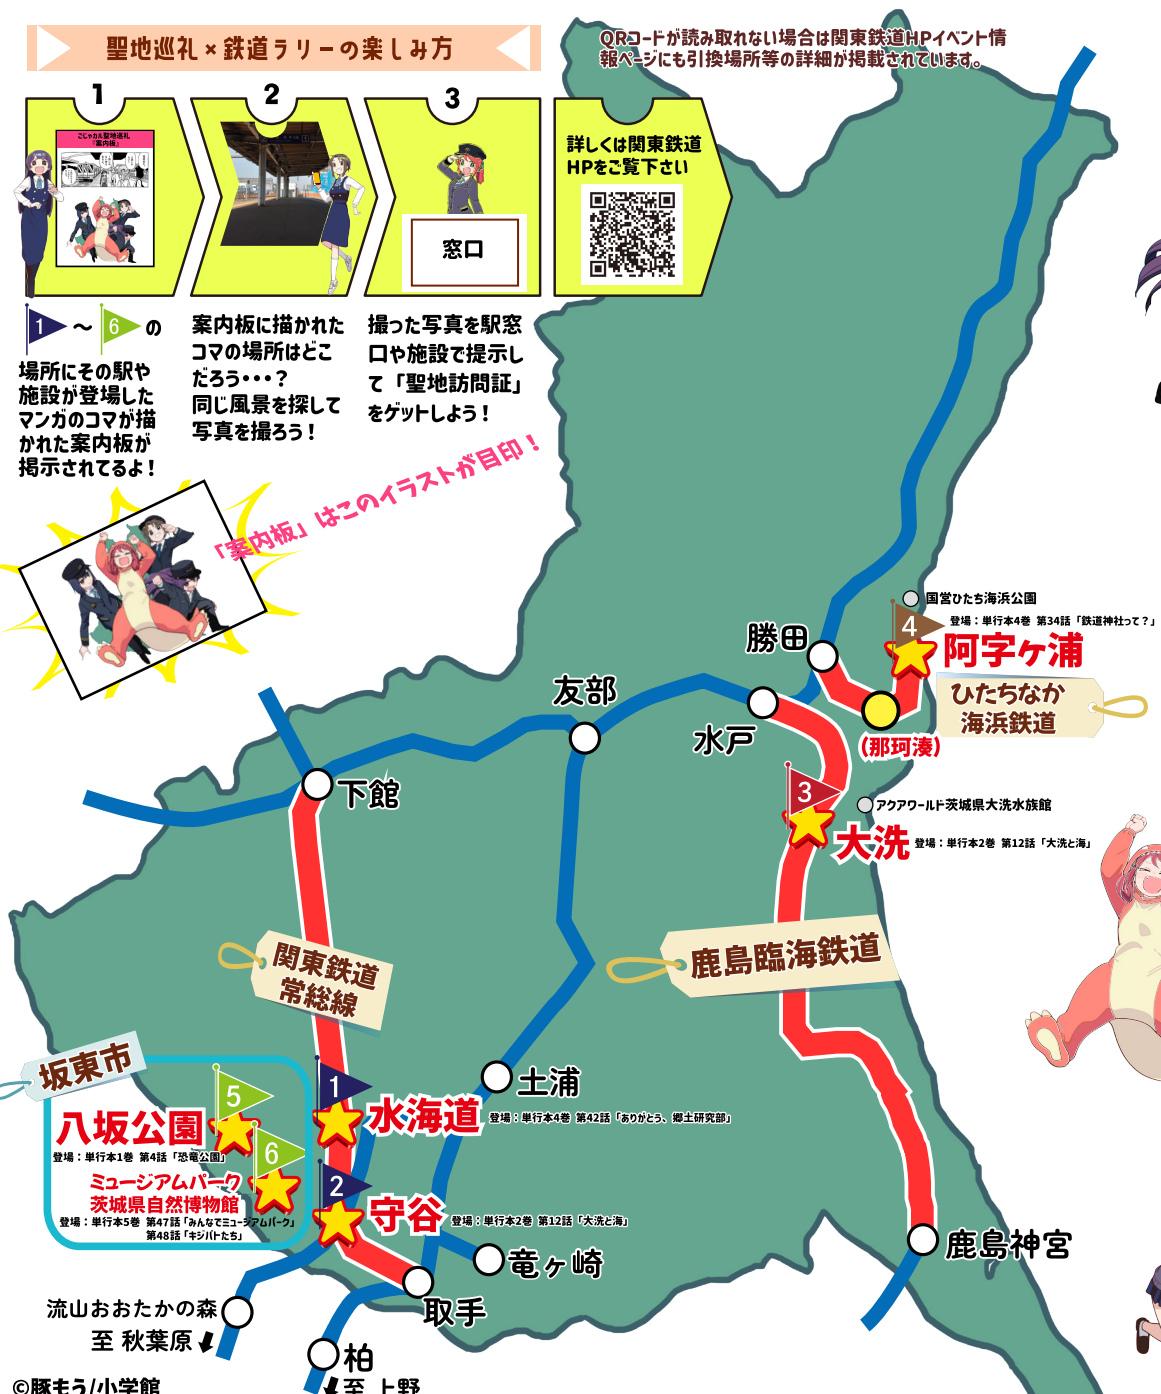 聖地巡礼×鉄道ラリーの楽しみ方
QRコードが読み取れない場合は関東鉄道HPイベント情
報ページにも引換場所等の詳細が掲載されています。
1
ごじゃカル聖地巡礼
『案内板』
2
3
窓口
詳しくは関東鉄道
HPをご覧下さい
1 〜 6 の
場所にその駅や
施設が登場した
マンガのコマが描
かれた案内板が
掲示されてるよ！
案内板に描かれた
コマの場所はどこ
だろう・・・？
同じ風景を探して
写真を撮ろう！
撮った写真を駅窓
口や施設で提示し
て「聖地訪問証」
をゲットしよう！
「案内板」はこのイラストが目印！
国営ひたち海浜公園
4
登場：単行本4巻 第34話「鉄道神社って？」
阿字ヶ浦
勝田
ひたちなか
海浜鉄道
友部
水戸
(那珂湊)
下館
3
アクアワールド茨城県大洗水族館
大洗
登場：単行本2巻 第12話「大洗と海」
関東鉄道
常総線
鹿島臨海鉄道
坂東市
土浦
5
八坂公園
登場：単行本1巻 第4話「恐竜公園」
6
ミュージアムパーク
茨城県自然博物館
登場：単行本5巻 第47話「みんなでミュージアムパーク」
第48話「キジバトたち」
1
水海道
登場：単行本4巻 第42話「ありがとう、郷土研究部」
2
守谷
登場：単行本2巻 第12話「大洗と海」
竜ヶ崎
鹿島神宮
流山おおたかの森
至 秋葉原
取手
柏
至 上野
©豚もう/小学館